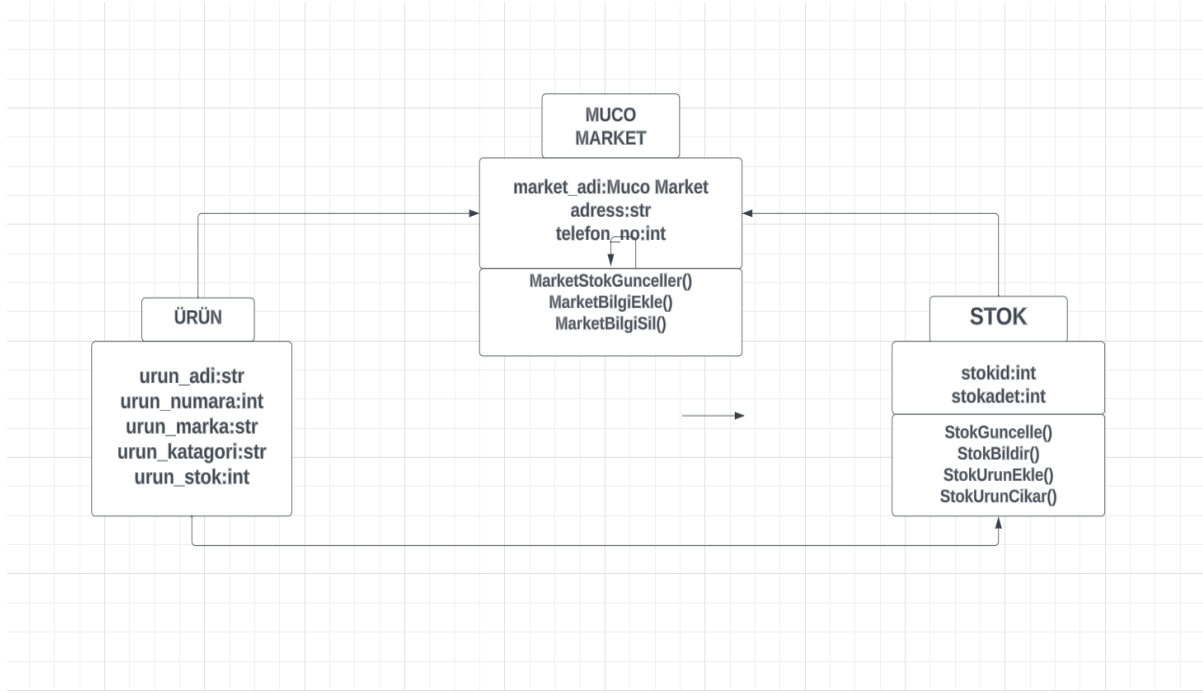 MUCO
MARKET
market_adi:Muco Market
adress:str
telefon_no:int
MarketStokGunceller()
MarketBilgiEkle()
MarketBilgiSil()
ÜRÜN
urun_adi:str
urun_numara:int
urun_marka:str
urun_katagori:str
urun_stok:int
STOK
stokid:int
stokadet:int
StokGuncelle()
StokBildir()
StokUrunEkle()
StokUrunCikar()